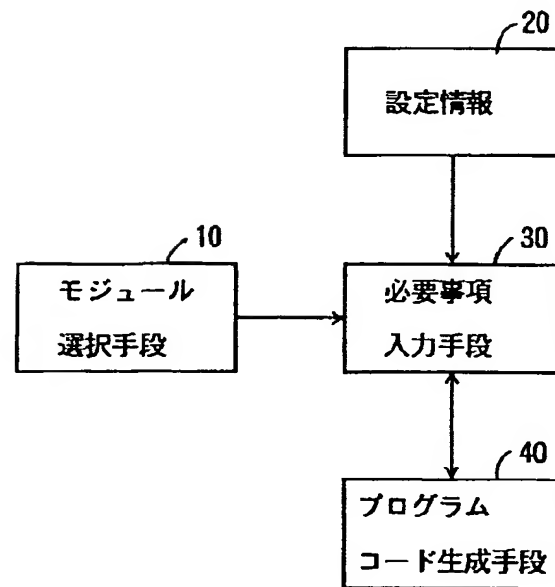 20
設定情報
10
モジュール
選択手段
30
必要事項
入力手段
40
プログラム
コード生成手段